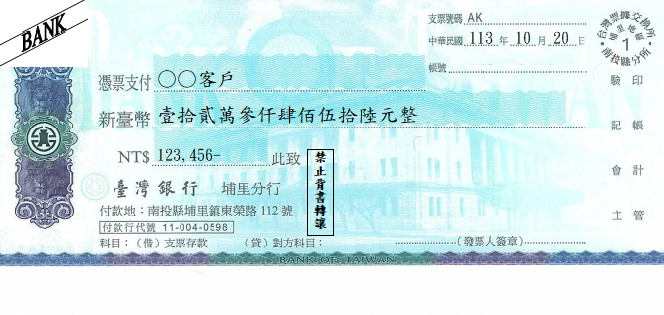 BANK
支票號碼 AK
中華民國 113 年 10 月 20 日
帳號
台灣票據交換所
埔里地區
1
南投縣分所
憑票支付 ○○客戶
新臺幣 壹拾貳萬參仟肆佰伍拾陸元整
NT$ 123,456- 此致
禁止背書轉讓
臺灣銀行 埔里分行
付款地：南投縣埔里鎮東榮路 112 號
付款行代號 11-004-0598
科目：（借）支票存款 （貸）對方科目：
（發票人簽章）
驗 印
記 帳
會 計
主 管
BANK OF TAIWAN